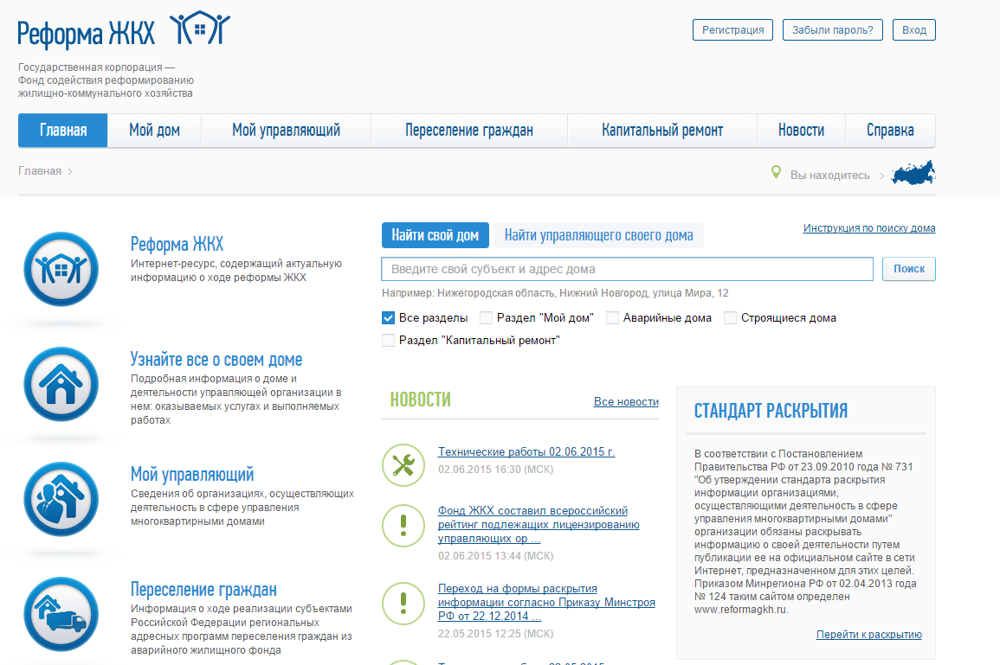 Реформа ЖКХ
Государственная корпорация —
Фонд содействия реформированию
жилищно-коммунального хозяйства
Регистрация
Забыли пароль?
Вход
Главная
Мой дом
Мой управляющий
Переселение граждан
Капитальный ремонт
Новости
Справка
Главная
Вы находитесь
Реформа ЖКХ
Интернет-ресурс, содержащий актуальную
информацию о ходе реформы ЖКХ
Узнайте все о своем доме
Подробная информация о доме и
деятельности управляющей организации в
нем: оказываемых услугах и выполняемых
работах
Мой управляющий
Сведения об организациях, осуществляющих
деятельность в сфере управления
многоквартирными домами
Переселение граждан
Информация о ходе реализации субъектами
Российской Федерации региональных
адресных программ переселения граждан из
аварийного жилищного фонда
Найти свой дом
Найти управляющего своего дома
Инструкция по поиску дома
Введите свой субъект и адрес дома
Поиск
Например: Нижегородская область, Нижний Новгород, улица Мира, 12
Все разделы
Раздел "Мой дом"
Аварийные дома
Строящиеся дома
Раздел "Капитальный ремонт"
НОВОСТИ
Все новости
Технические работы 02.06.2015 г.
02.06.2015 16:30 (МСК)
Фонд ЖКХ составил всероссийский
рейтинг подлежащих лицензированию
управляющих ор ...
02.06.2015 13:44 (МСК)
Переход на формы раскрытия
информации согласно Приказу Минстроя
РФ от 22.12.2014 ...
22.05.2015 12:25 (МСК)
СТАНДАРТ РАСКРЫТИЯ
В соответствии с Постановлением
Правительства РФ от 23.09.2010 года № 731
"Об утверждении стандарта раскрытия
информации организациями,
осуществляющими деятельность в сфере
управления многоквартирными домами"
организации обязаны раскрывать
информацию о своей деятельности путем
публикации ее на официальном сайте в сети
Интернет, предназначенном для этих целей.
Приказом Минрегиона РФ от 02.04.2013 года
№ 124 таким сайтом определен
www.reformagkh.ru.
Перейти к раскрытию